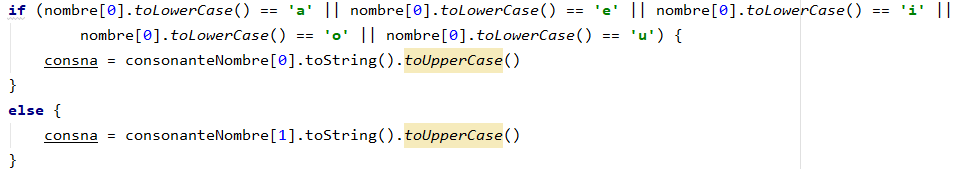 if (nombre[0].toLowerCase() == 'a' || nombre[0].toLowerCase() == 'e' || nombre[0].toLowerCase() == 'i' ||
nombre[0].toLowerCase() == 'o' || nombre[0].toLowerCase() == 'u') {
consna = consonanteNombre[0].toString().toUpperCase()
}
else {
consna = consonanteNombre[1].toString().toUpperCase()
}